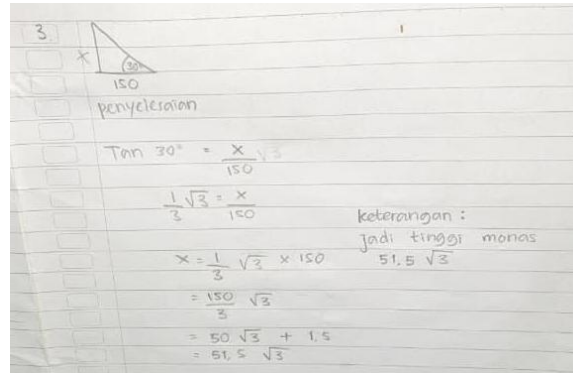 3
x
30°
150
penyelesaian
Tan 30° = x/150 √3
1/3 √3 = x/150
x = 1/3 √3 × 150
= 150/3 √3
= 50 √3 + 1,5
= 51,5 √3
keterangan :
Jadi tinggi monas
51,5 √3